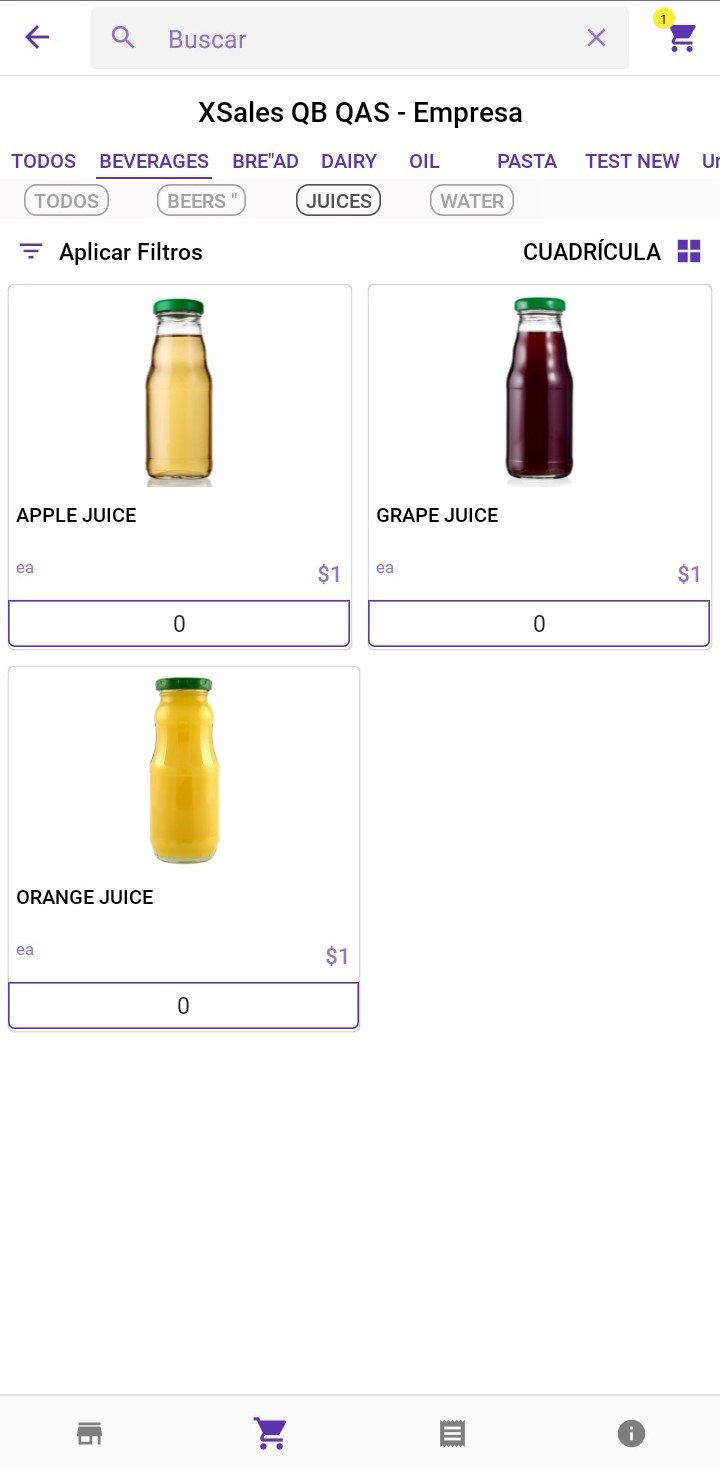 Buscar
1
XSales QB QAS - Empresa
TODOS BEVERAGES BRE"AD DAIRY OIL PASTA TEST NEW
TODOS BEERS " JUICES WATER
Aplicar Filtros CUADRÍCULA
APPLE JUICE GRAPE JUICE
ea $1 ea $1
0 0
ORANGE JUICE
ea $1
0